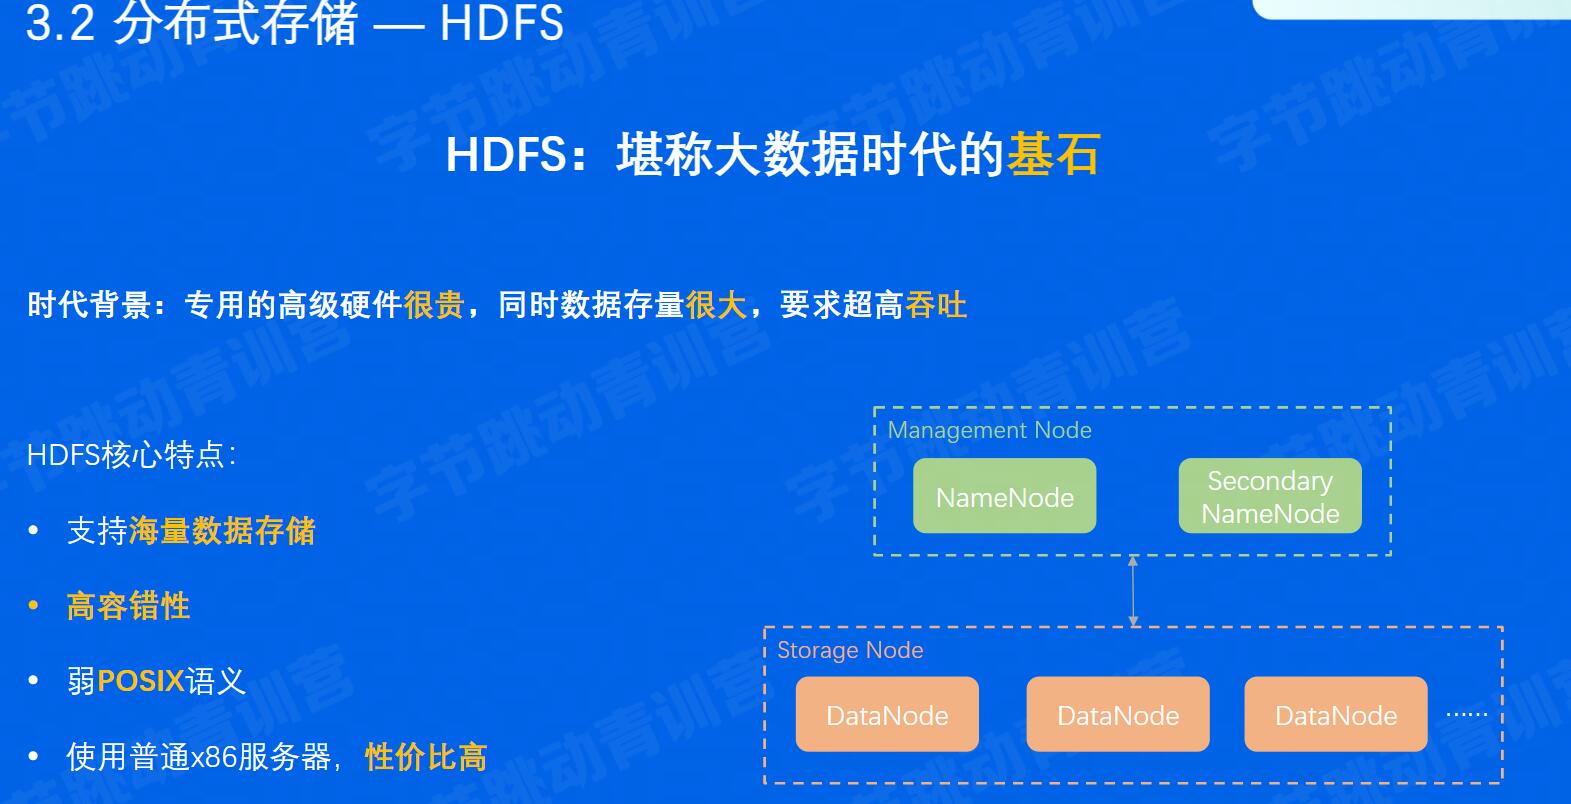 3.2 分布式存储 — HDFS
HDFS：堪称大数据时代的基石
时代背景：专用的高级硬件很贵，同时数据存量很大，要求超高吞吐
HDFS核心特点：
• 支持海量数据存储
• 高容错性
• 弱POSIX语义
• 使用普通x86服务器，性价比高
Management Node
NameNode
Secondary
NameNode
Storage Node
DataNode
DataNode
DataNode
······
字节跳动青训营